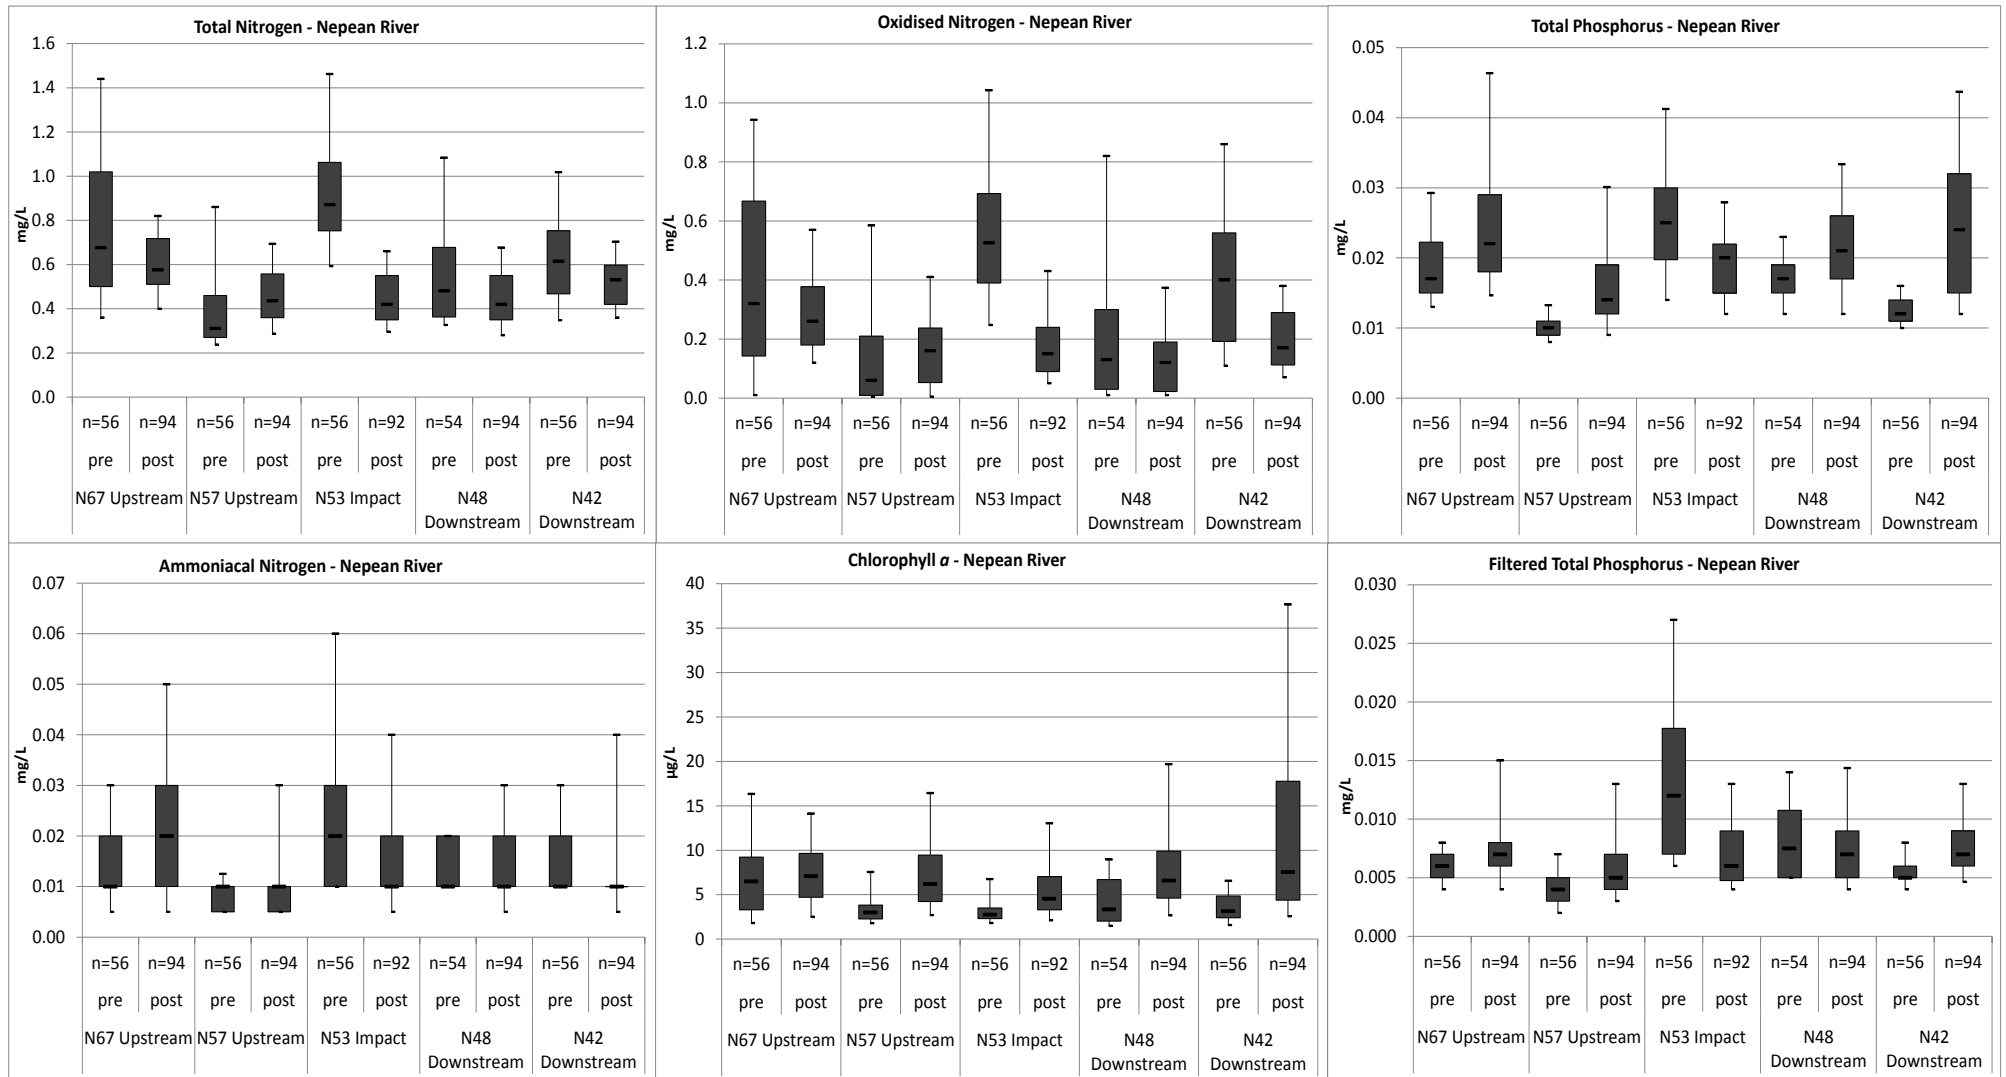 Total Nitrogen - Nepean River
1.6
1.4
1.2
1.0
0.8
0.6
0.4
0.2
0.0
mg/L
n=56 n=94 n=56 n=94 n=56 n=92 n=54 n=94 n=56 n=94
pre post pre post pre post pre post pre post
N67 Upstream N57 Upstream N53 Impact N48 N42
Downstream Downstream
Oxidised Nitrogen - Nepean River
1.2
1.0
0.8
0.6
0.4
0.2
0.0
mg/L
n=56 n=94 n=56 n=94 n=56 n=92 n=54 n=94 n=56 n=94
pre post pre post pre post pre post pre post
N67 Upstream N57 Upstream N53 Impact N48 N42
Downstream Downstream
Total Phosphorus - Nepean River
0.05
0.04
0.03
0.02
0.01
0.00
mg/L
n=56 n=94 n=56 n=94 n=56 n=92 n=54 n=94 n=56 n=94
pre post pre post pre post pre post pre post
N67 Upstream N57 Upstream N53 Impact N48 N42
Downstream Downstream
Ammoniacal Nitrogen - Nepean River
0.07
0.06
0.05
0.04
0.03
0.02
0.01
0.00
mg/L
n=56 n=94 n=56 n=94 n=56 n=92 n=54 n=94 n=56 n=94
pre post pre post pre post pre post pre post
N67 Upstream N57 Upstream N53 Impact N48 N42
Downstream Downstream
Chlorophyll a - Nepean River
40
35
30
25
20
15
10
5
0
µg/L
n=56 n=94 n=56 n=94 n=56 n=92 n=54 n=94 n=56 n=94
pre post pre post pre post pre post pre post
N67 Upstream N57 Upstream N53 Impact N48 N42
Downstream Downstream
Filtered Total Phosphorus - Nepean River
0.030
0.025
0.020
0.015
0.010
0.005
0.000
mg/L
n=56 n=94 n=56 n=94 n=56 n=92 n=54 n=94 n=56 n=94
pre post pre post pre post pre post pre post
N67 Upstream N57 Upstream N53 Impact N48 N42
Downstream Downstream